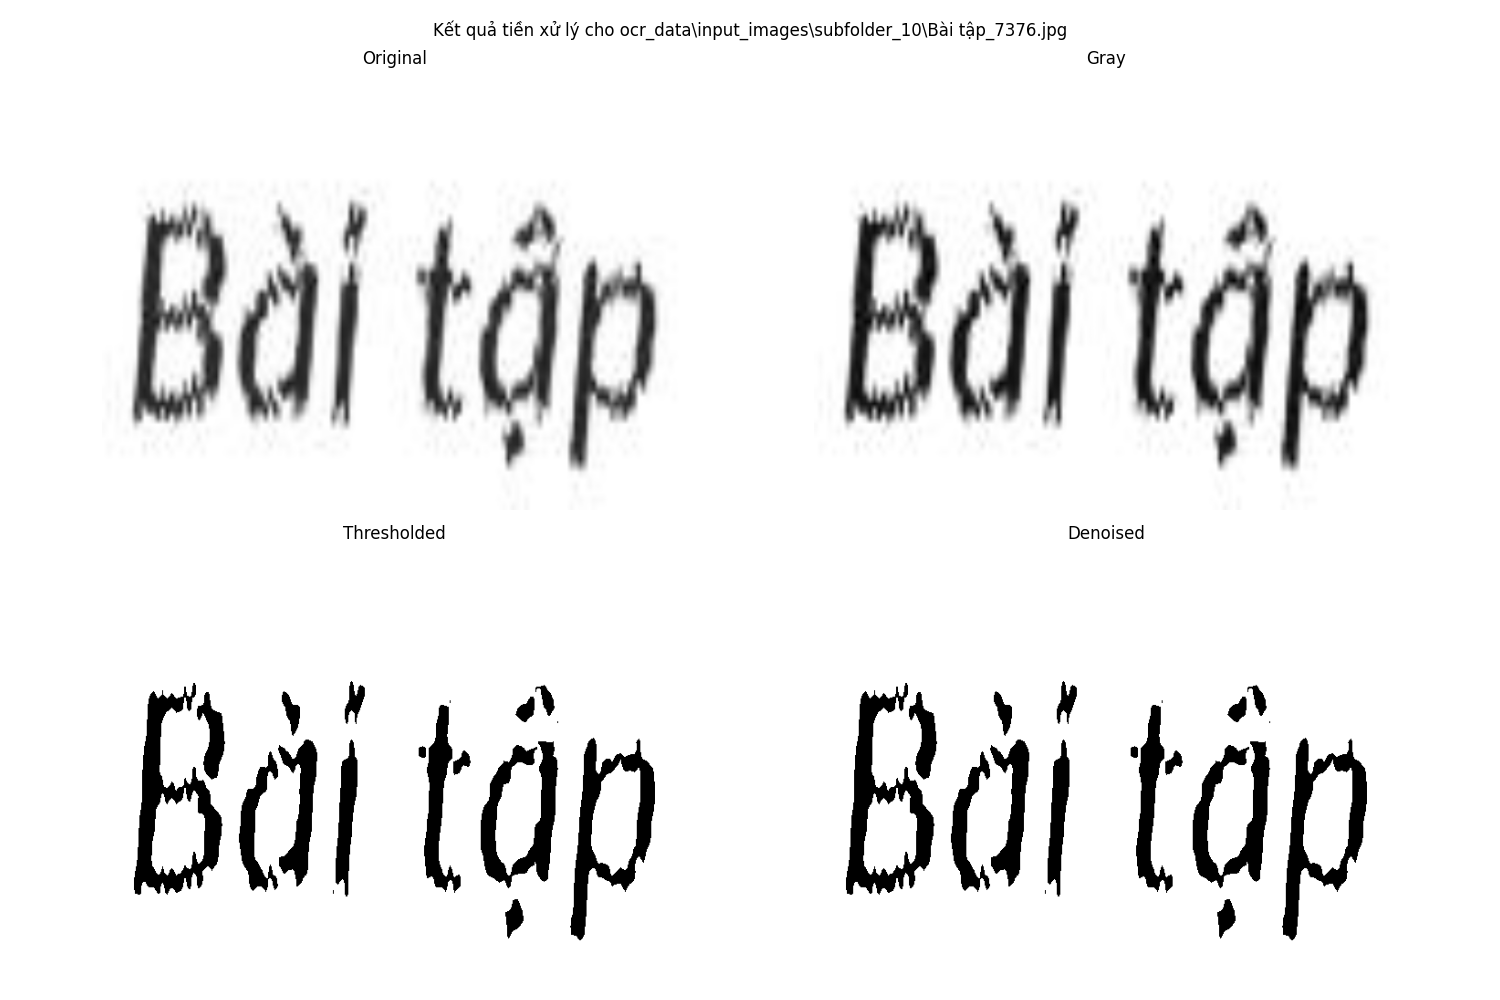 Kết quả tiền xử lý cho ocr_data\input_images\subfolder_10\Bài tập_7376.jpg
Original
Gray
Bài tập
Bài tập
Thresholded
Denoised
Bài tập
Bài tập